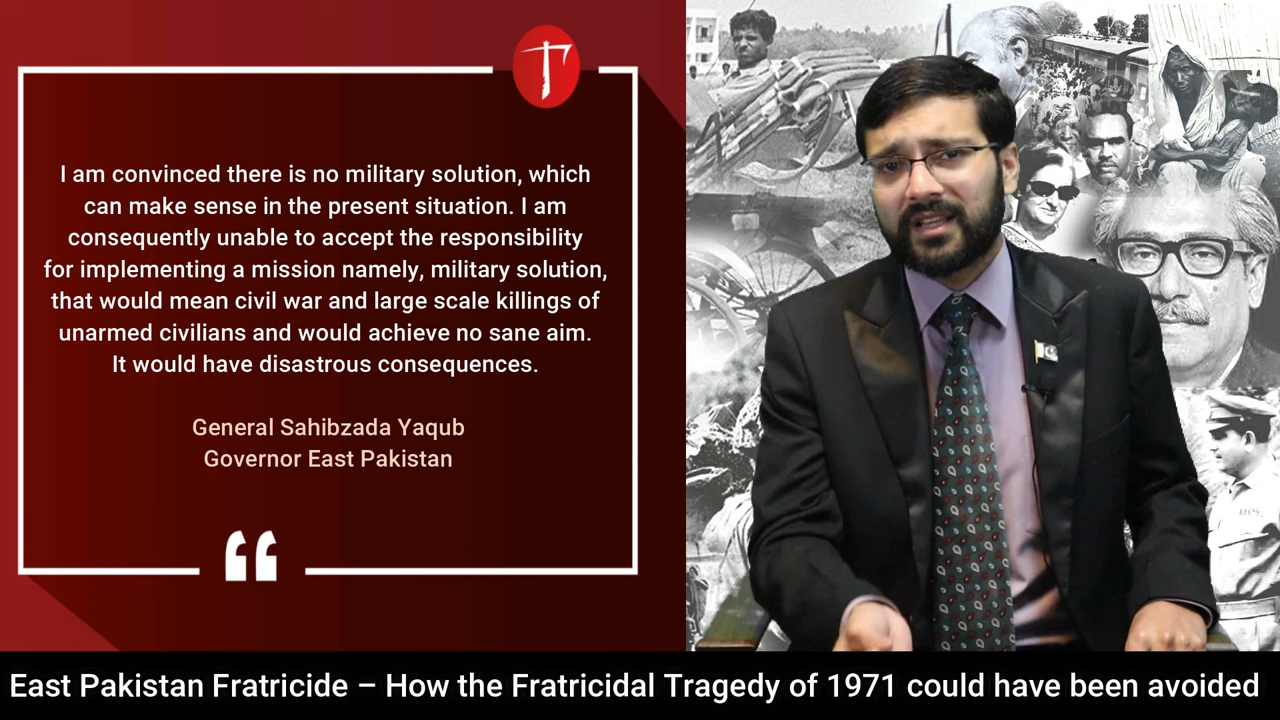 I am convinced there is no military solution, which
can make sense in the present situation. I am
consequently unable to accept the responsibility
for implementing a mission namely, military solution,
that would mean civil war and large scale killings of
unarmed civilians and would achieve no sane aim.
It would have disastrous consequences.
General Sahibzada Yaqub
Governor East Pakistan
East Pakistan Fratricide – How the Fratricidal Tragedy of 1971 could have been avoided